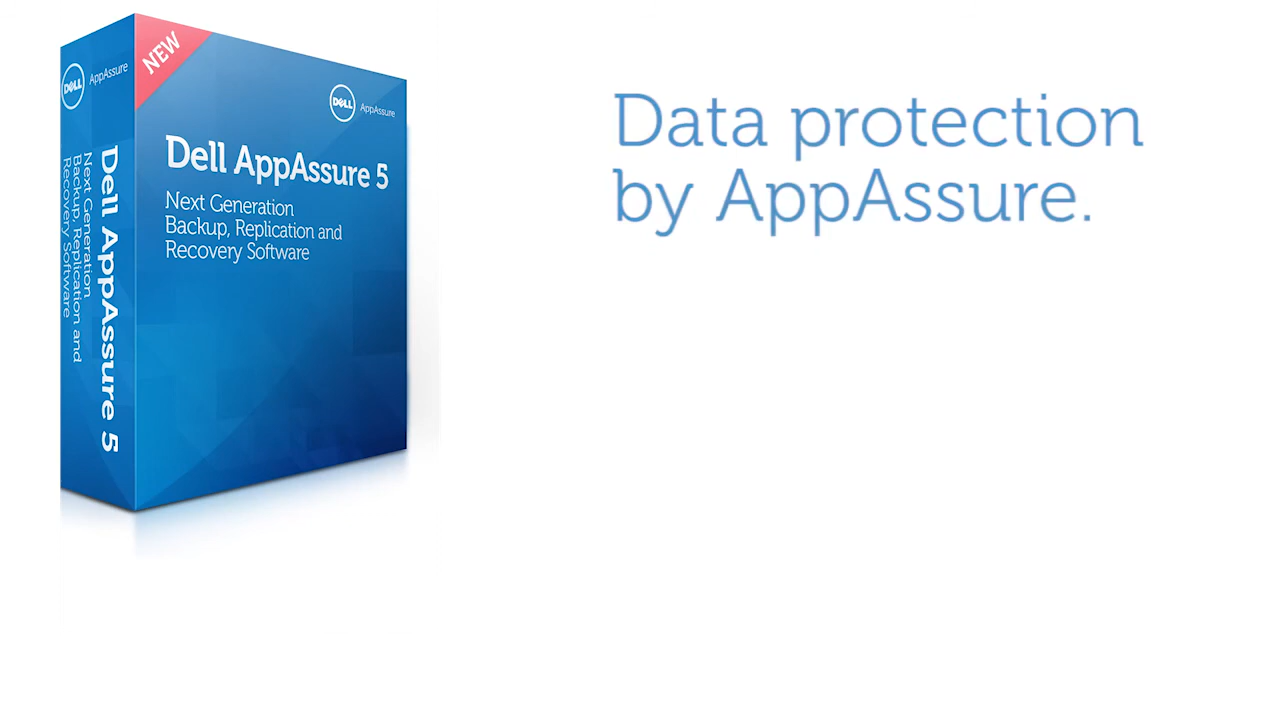 DELL AppAssure
Dell AppAssure 5
Next Generation
Backup, Replication and
Recovery Software
NEW
DELL AppAssure
Dell AppAssure 5
Next Generation
Backup, Replication and
Recovery Software
Data protection
by AppAssure.